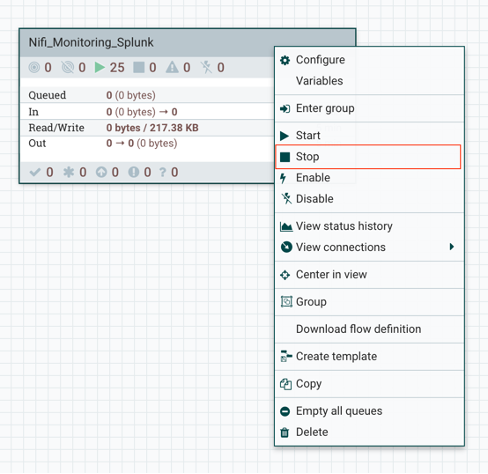 Nifi_Monitoring_Splunk
0 0 25 0 0 0
Queued 0 (0 bytes)
In 0 (0 bytes) → 0
Read/Write 0 bytes / 217.38 KB
Out 0 → 0 (0 bytes)
0 0 0 0 ? 0
Configure
Variables
Enter group
Start
Stop
Enable
Disable
View status history
View connections
Center in view
Group
Download flow definition
Create template
Copy
Empty all queues
Delete